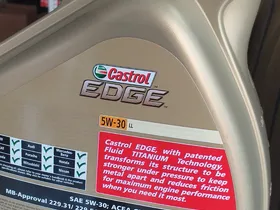 Castrol
EDGE
5W-30 LL
Castrol EDGE, with patented
Fluid TITANIUM Technology,
transforms its structure to be
stronger under pressure to keep
metal apart and reduces friction
for maximum engine performance
when you need it most.
SAE 5W-30; ACEA
MB-Approval 229.31/